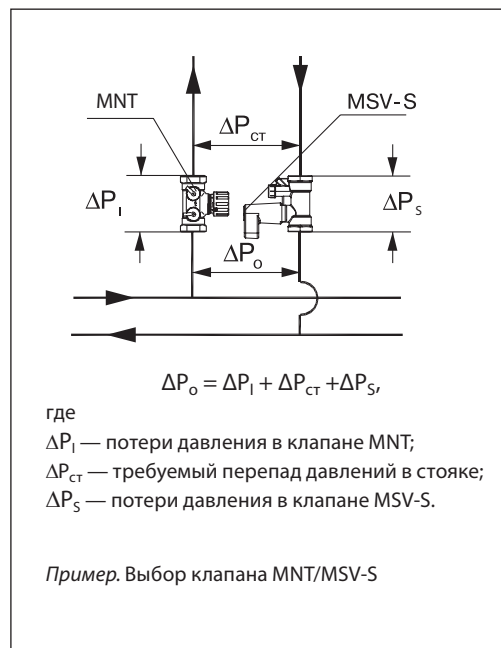 MNT
MSV-S
ΔPст
ΔPI
ΔPS
ΔPo
ΔPo = ΔPI + ΔPст +ΔPS,
где
ΔPI — потери давления в клапане MNT;
ΔPст — требуемый перепад давлений в стояке;
ΔPS — потери давления в клапане MSV-S.
Пример. Выбор клапана MNT/MSV-S